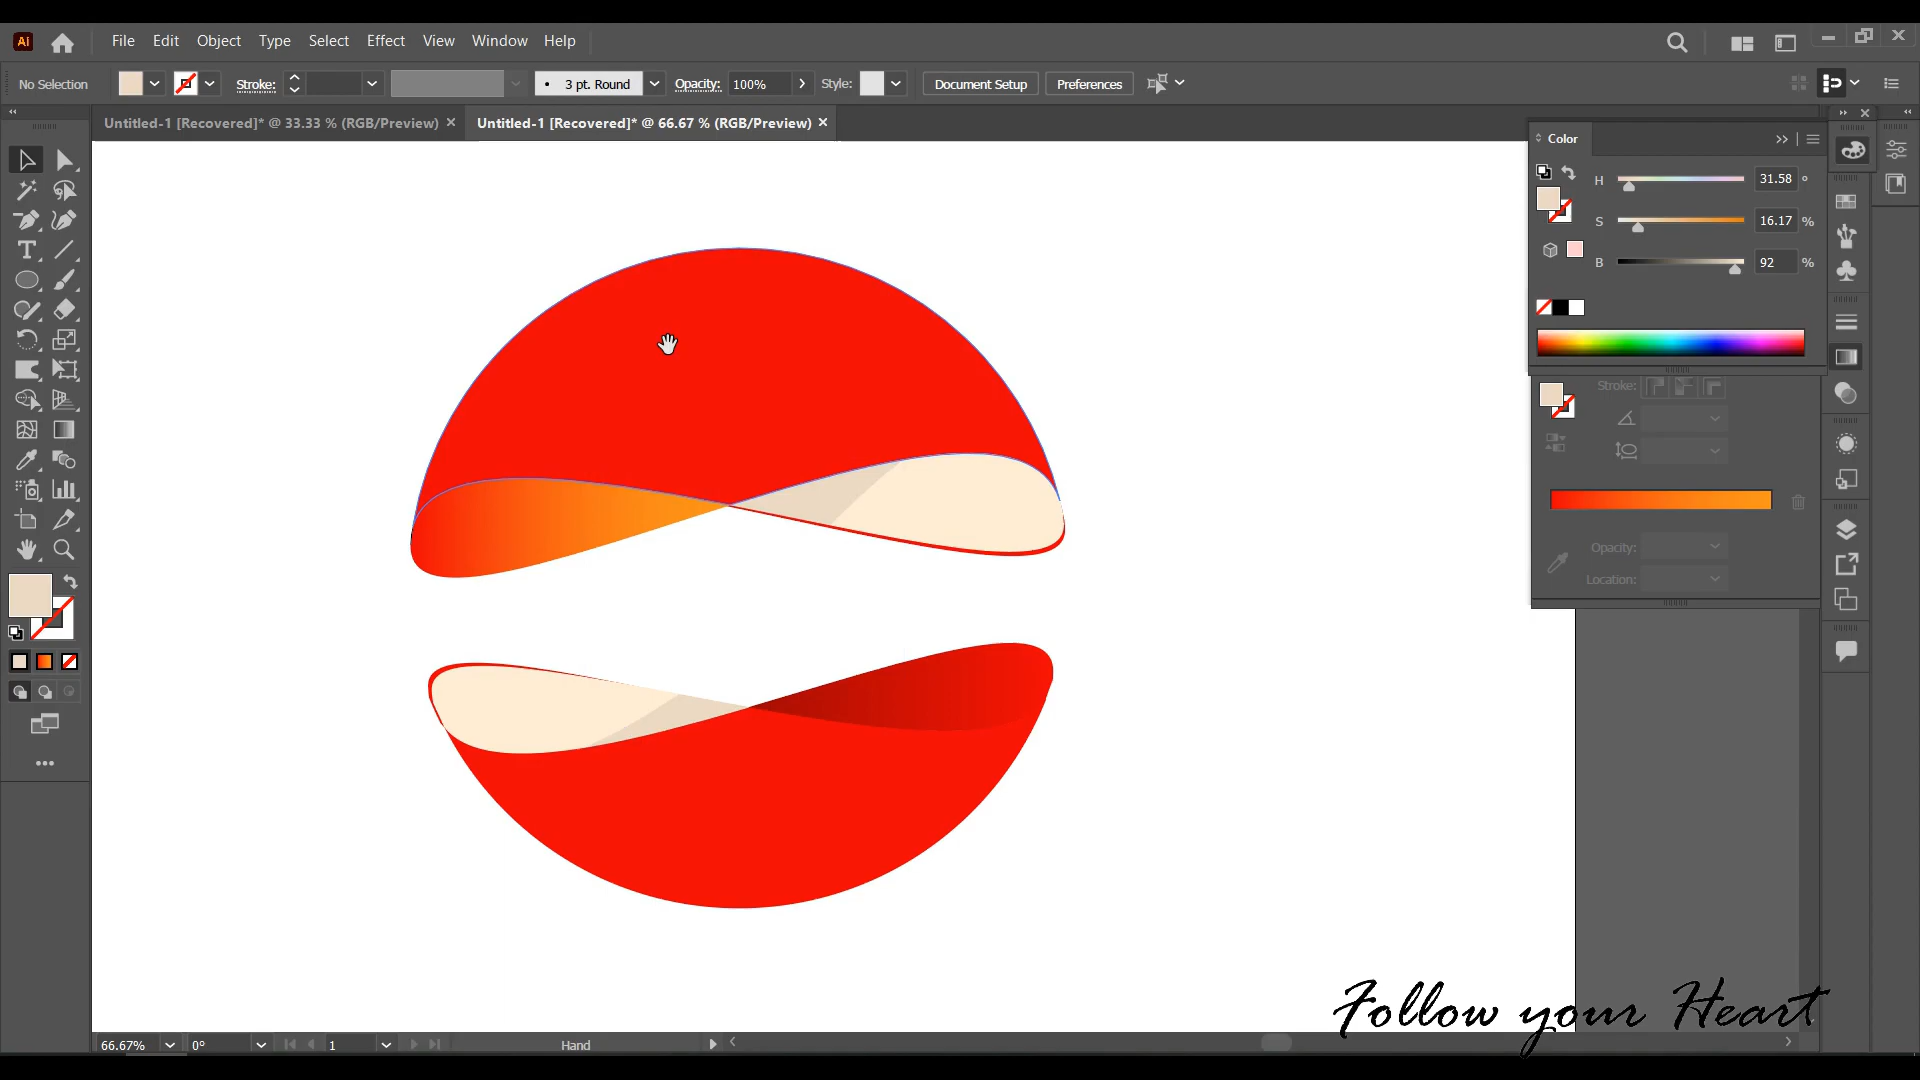 Ai File Edit Object Type Select Effect View Window Help
No Selection Stroke: 3 pt. Round Opacity: 100% Style: Document Setup Preferences
Untitled-1 [Recovered]* @ 33.33 % (RGB/Preview) × Untitled-1 [Recovered]* @ 66.67 % (RGB/Preview) ×
Color
H 31.58 °
S 16.17 %
B 92 %
Stroke:
Opacity:
Location:
Follow your Heart
66.67% 0° 1 Hand